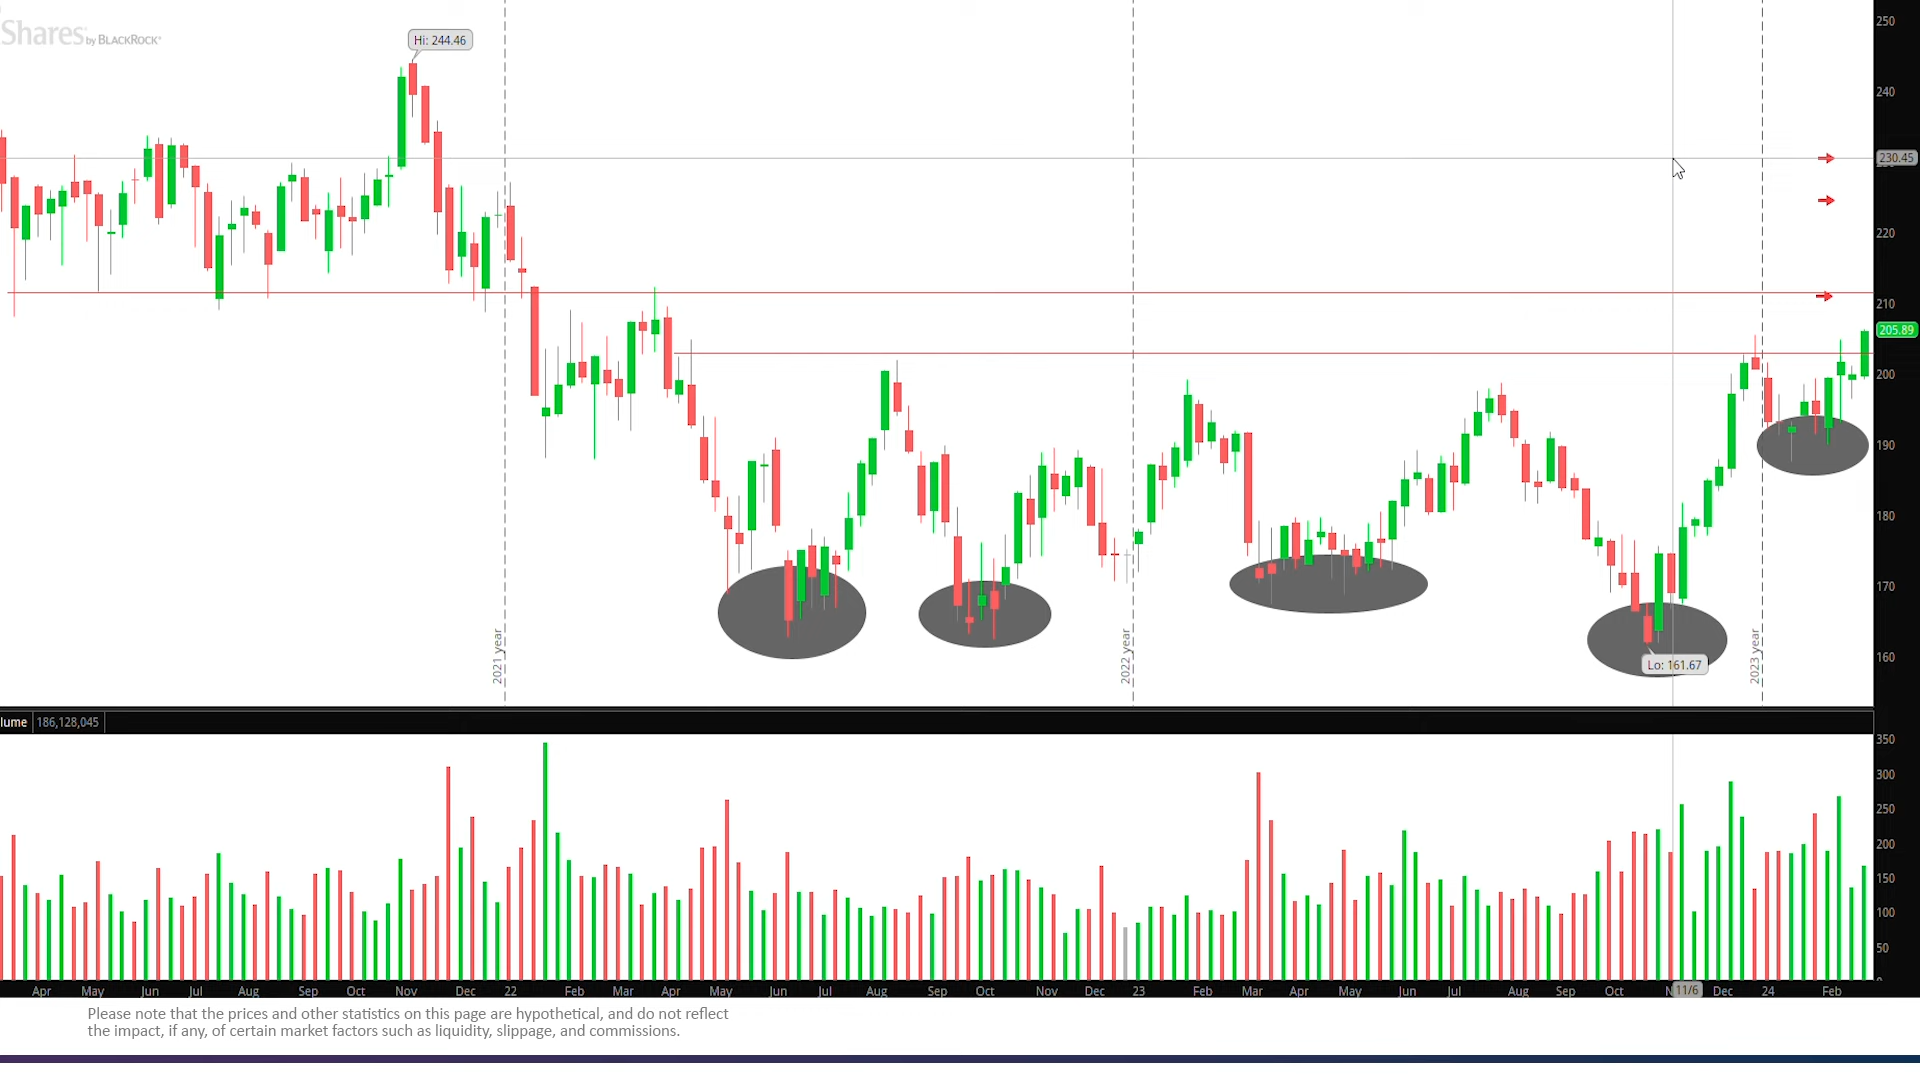 Shares by BLACKROCK®
Hi: 244.46
250
240
230.45
220
210
205.89
200
190
180
170
160
2021 year
2022 year
2023 year
Lo: 161.67
lume 186,128,045
350
300
250
200
150
100
50
Apr May Jun Jul Aug Sep Oct Nov Dec 22 Feb Mar Apr May Jun Jul Aug Sep Oct Nov Dec 23 Feb Mar Apr May Jun Jul Aug Sep Oct N 11/6 Dec 24 Feb
Please note that the prices and other statistics on this page are hypothetical, and do not reflect
the impact, if any, of certain market factors such as liquidity, slippage, and commissions.